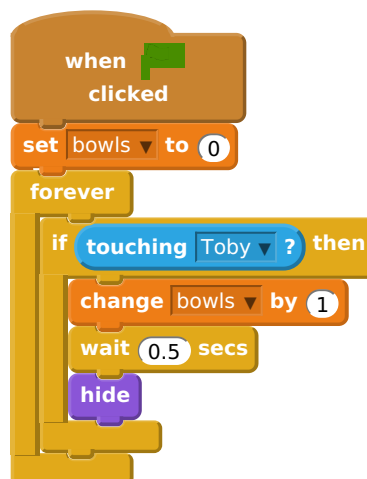 when
clicked
set bowls ▼ to 0
forever
if touching Toby ▼ ? then
change bowls ▼ by 1
wait 0.5 secs
hide